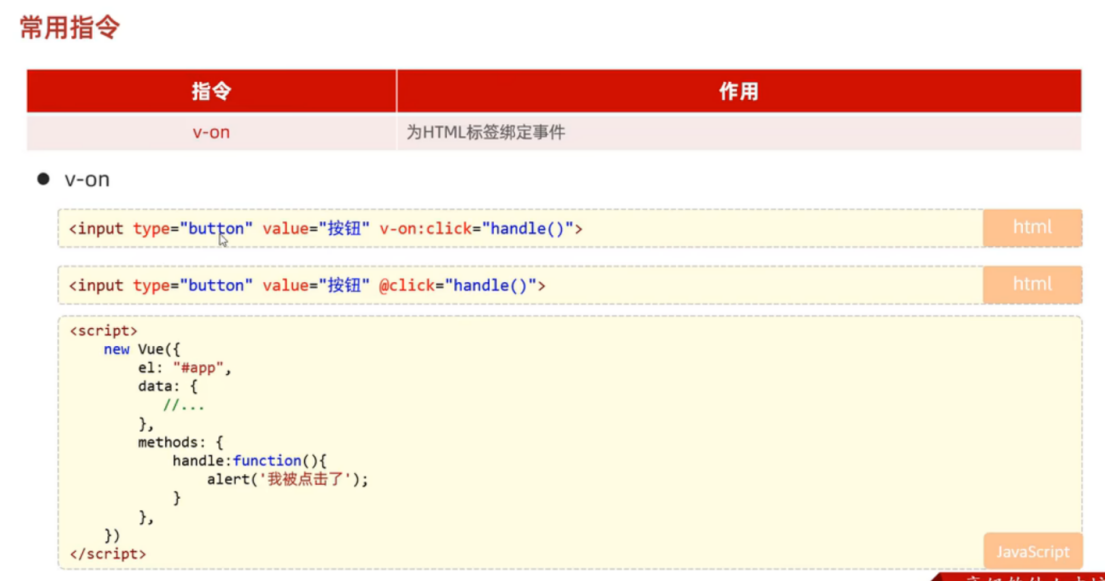 常用指令
指令 作用
v-on 为HTML标签绑定事件
● v-on
<input type="button" value="按钮" v-on:click="handle()"> html
<input type="button" value="按钮" @click="handle()"> html
<script>
    new Vue({
        el: "#app",
        data: {
           //...
        },
        methods: {
            handle:function(){
                alert('我被点击了');
            }
        },
    })
</script>
JavaScript